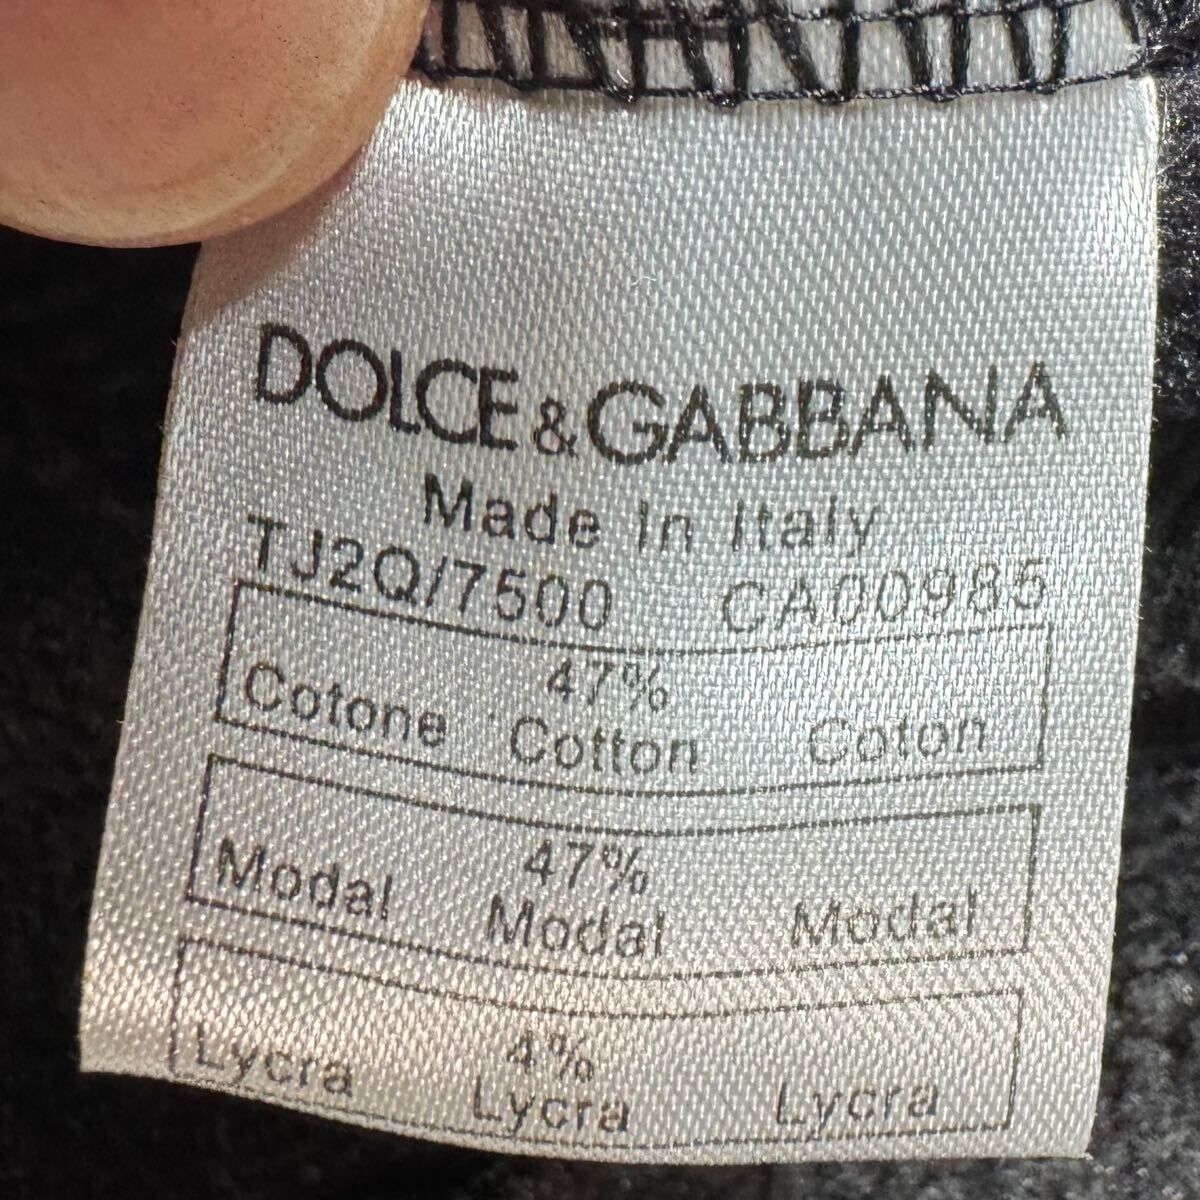 DOLCE&GABBANA
Made In Italy
TJ2Q/7500 CA00985
47%
Cotone Cotton Coton
47%
Modal Modal Modal
4%
Lycra Lycra Lycra